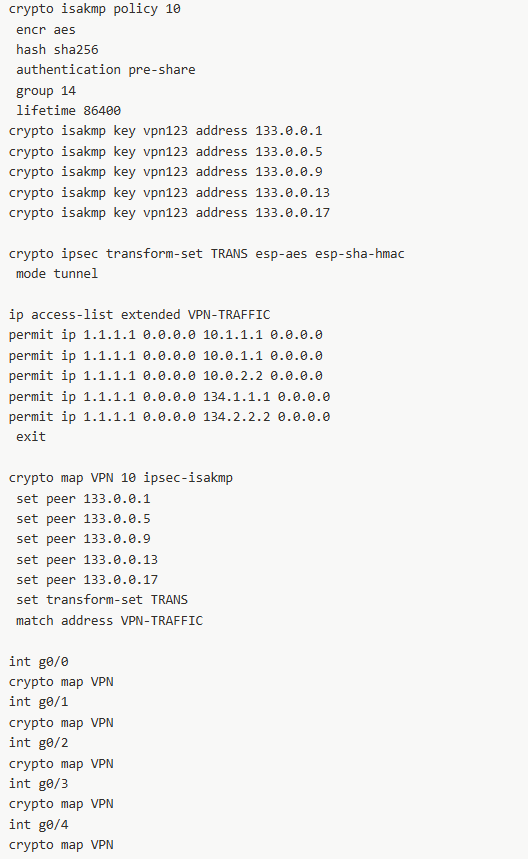 crypto isakmp policy 10
 encr aes
 hash sha256
 authentication pre-share
 group 14
 lifetime 86400
crypto isakmp key vpn123 address 133.0.0.1
crypto isakmp key vpn123 address 133.0.0.5
crypto isakmp key vpn123 address 133.0.0.9
crypto isakmp key vpn123 address 133.0.0.13
crypto isakmp key vpn123 address 133.0.0.17

crypto ipsec transform-set TRANS esp-aes esp-sha-hmac
 mode tunnel

ip access-list extended VPN-TRAFFIC
permit ip 1.1.1.1 0.0.0.0 10.1.1.1 0.0.0.0
permit ip 1.1.1.1 0.0.0.0 10.0.1.1 0.0.0.0
permit ip 1.1.1.1 0.0.0.0 10.0.2.2 0.0.0.0
permit ip 1.1.1.1 0.0.0.0 134.1.1.1 0.0.0.0
permit ip 1.1.1.1 0.0.0.0 134.2.2.2 0.0.0.0
 exit

crypto map VPN 10 ipsec-isakmp
 set peer 133.0.0.1
 set peer 133.0.0.5
 set peer 133.0.0.9
 set peer 133.0.0.13
 set peer 133.0.0.17
 set transform-set TRANS
 match address VPN-TRAFFIC

int g0/0
crypto map VPN
int g0/1
crypto map VPN
int g0/2
crypto map VPN
int g0/3
crypto map VPN
int g0/4
crypto map VPN